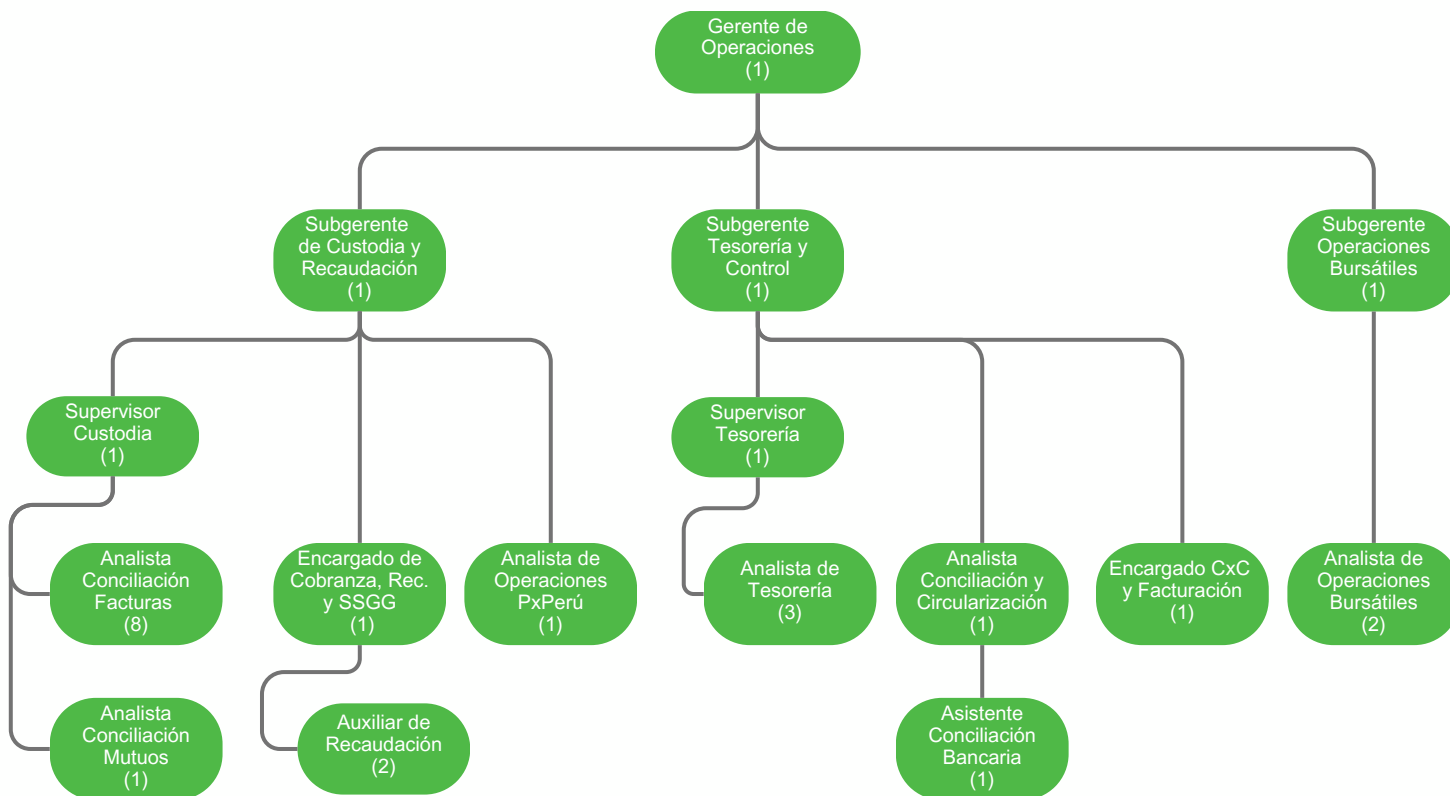 Gerente de
Operaciones
(1)
Subgerente
de Custodia y
Recaudación
(1)
Subgerente
Tesorería y
Control
(1)
Subgerente
Operaciones
Bursátiles
(1)
Supervisor
Custodia
(1)
Supervisor
Tesorería
(1)
Analista
Conciliación
Facturas
(8)
Encargado de
Cobranza, Rec.
y SSGG
(1)
Analista de
Operaciones
PxPerú
(1)
Analista de
Tesorería
(3)
Analista
Conciliación y
Circularización
(1)
Encargado CxC
y Facturación
(1)
Analista de
Operaciones
Bursátiles
(2)
Analista
Conciliación
Mutuos
(1)
Auxiliar de
Recaudación
(2)
Asistente
Conciliación
Bancaria
(1)